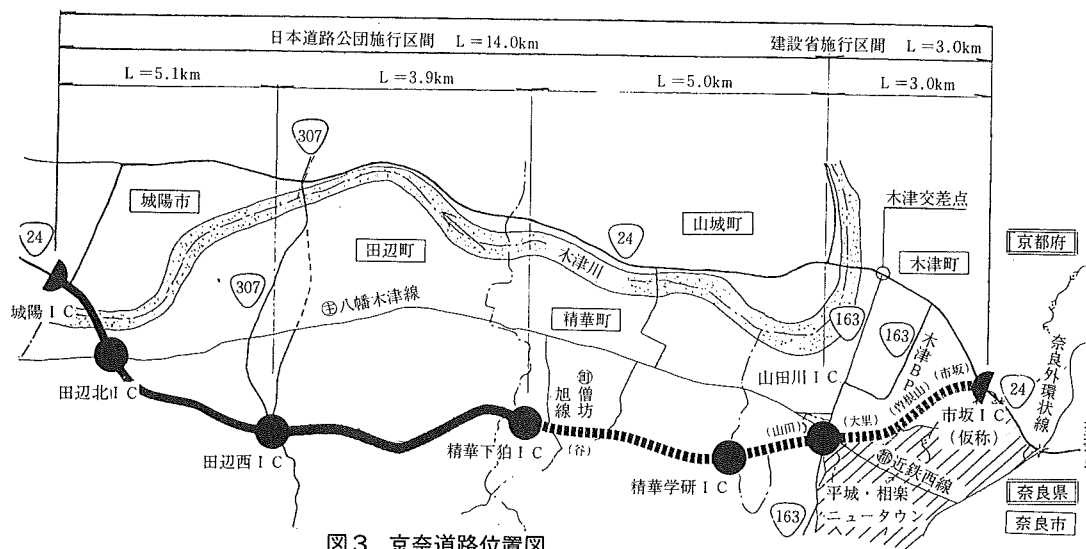 日本道路公団施行区間 L=14.0km
建設省施行区間 L=3.0km
L=5.1km
L=3.9km
L=5.0km
L=3.0km
307
城陽市
24
田辺町
307
木津川
24
山城町
木津交差点
京都府
木津町
城陽IC
主八幡木津線
精華町
163
163
木津BP
奈良外環状線
田辺北IC
町僧坊
旭線
山田川IC
(山田)
(大里)
(市坂)
24
市坂IC
(仮称)
田辺西IC
精華下狛IC
(谷)
精華学研IC
都近鉄西線
平城・相楽
ニュータウン
163
奈良県
奈良市
図3 京奈道路位置図